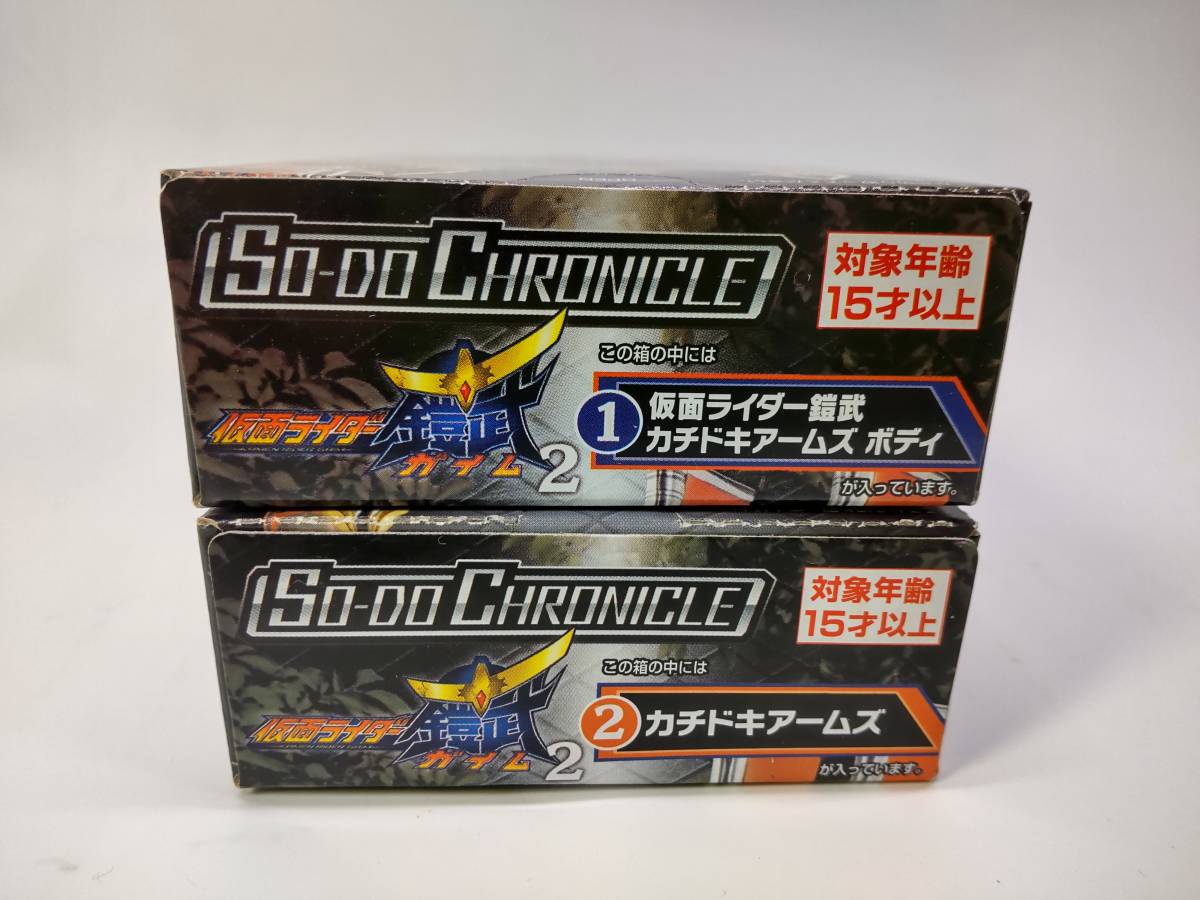 SO-DO CHRONICLE
対象年齢
15才以上
この箱の中には
仮面ライダー鎧武
ガイム
2
1
仮面ライダー鎧武
カチドキアームズ ボディ
が入っています。
SO-DO CHRONICLE
対象年齢
15才以上
この箱の中には
仮面ライダー鎧武
ガイム
2
2
カチドキアームズ
が入っています。